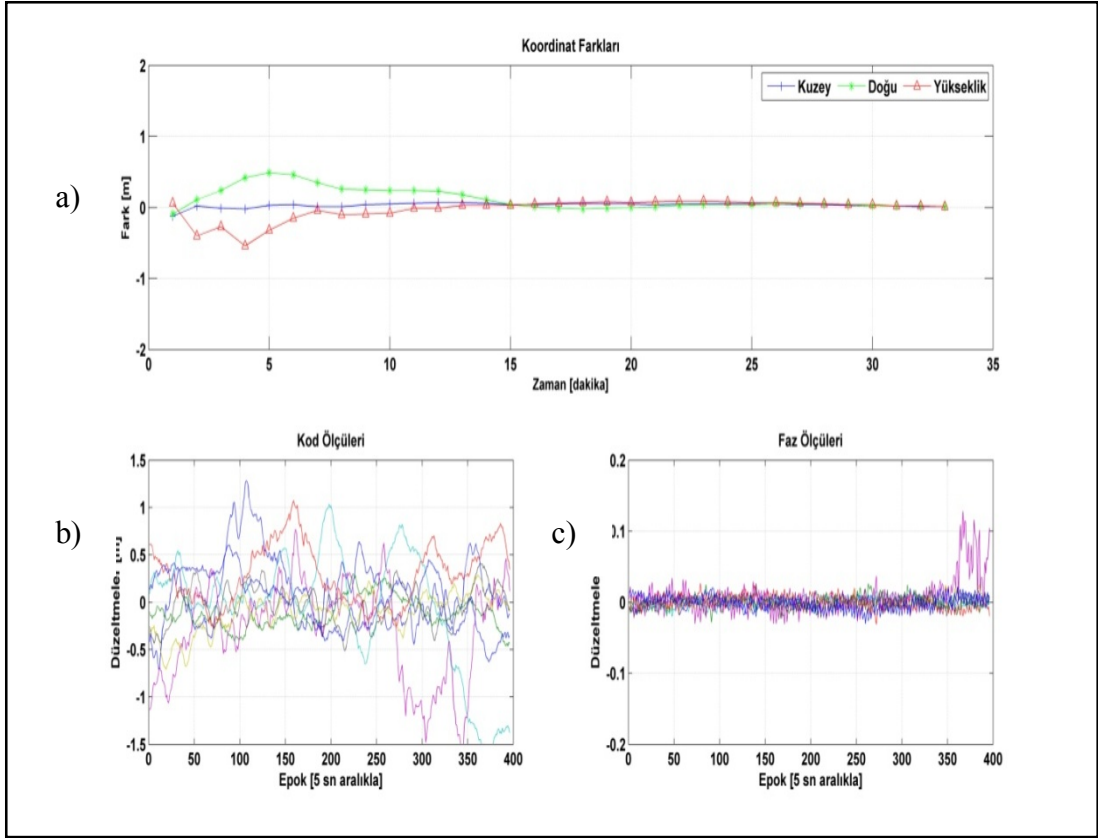 Koordinat Farkları
Kuzey Doğu Yükseklik
a)
Fark [m]
2
1
0
-1
-2
0 5 10 15 20 25 30 35
Zaman [dakika]
Kod Ölçüleri
b)
1.5
1
0.5
0
-0.5
-1
-1.5
0 50 100 150 200 250 300 350 400
Epok [5 sn aralıkla]
Faz Ölçüleri
c)
Düzeltmele
0.2
0.1
0
-0.1
-0.2
0 50 100 150 200 250 300 350 400
Epok [5 sn aralıkla]